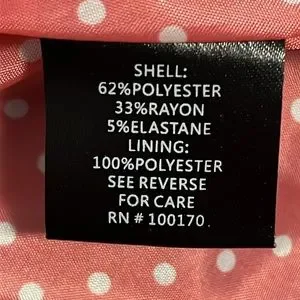 SHELL:
62%POLYESTER
33%RAYON
5%ELASTANE
LINING:
100%POLYESTER
SEE REVERSE
FOR CARE
RN # 100170